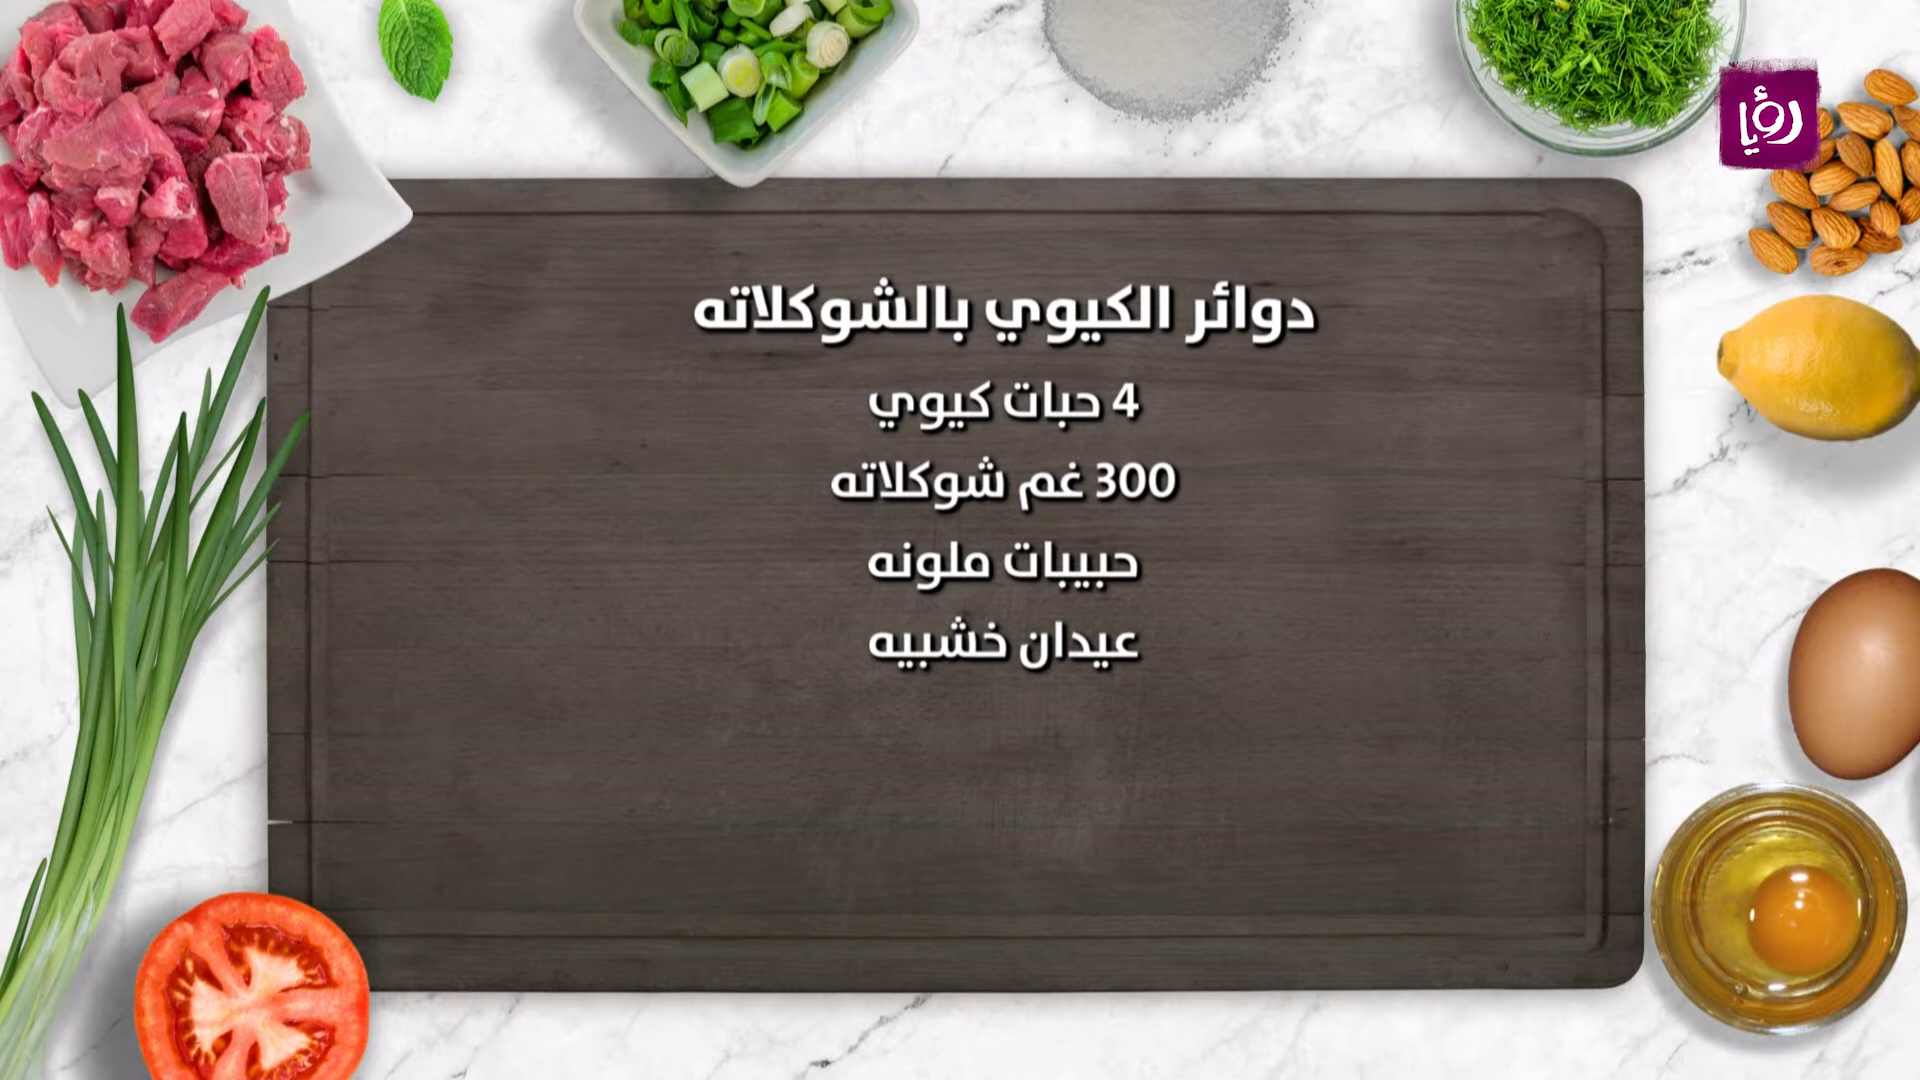 رؤيا
دوائر الكيوي بالشوكلاته
4 حبات كيوي
300 غم شوكلاته
حبيبات ملونه
عيدان خشبيه